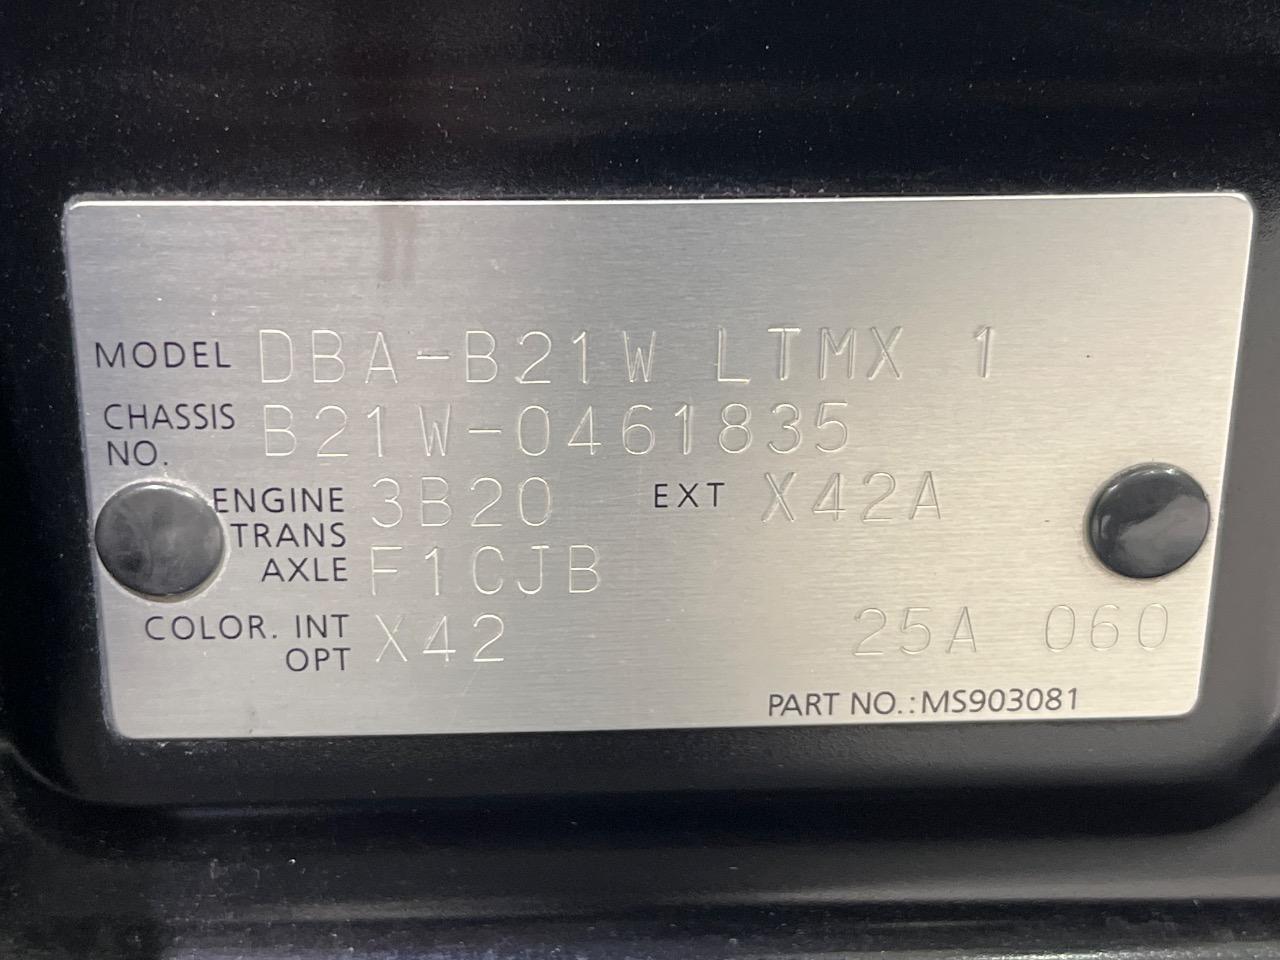 MODEL DBA-B21W LTMX 1
CHASSIS NO. B21W-0461835
ENGINE 3B20 EXT X42A
TRANS AXLE F1CJB
COLOR. INT OPT X42 25A 060
PART NO.:MS903081